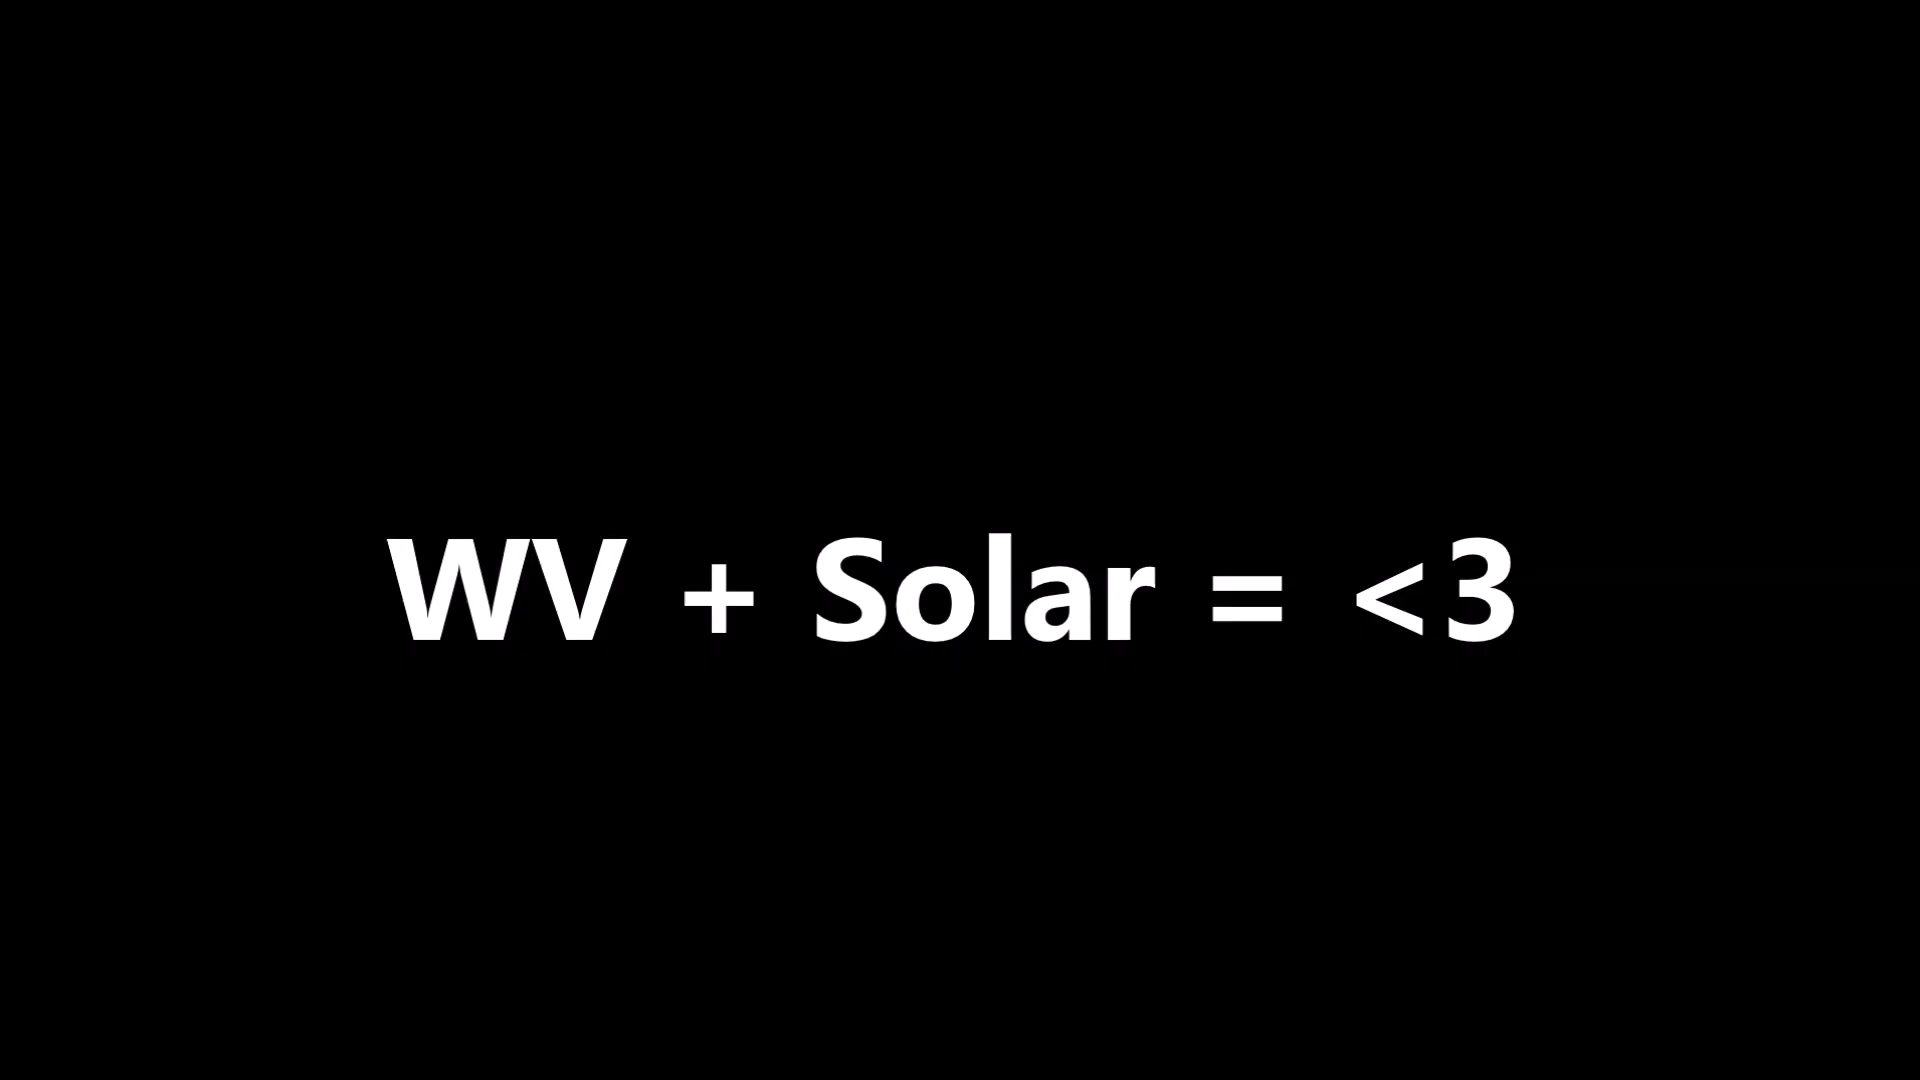 WV + Solar = <3